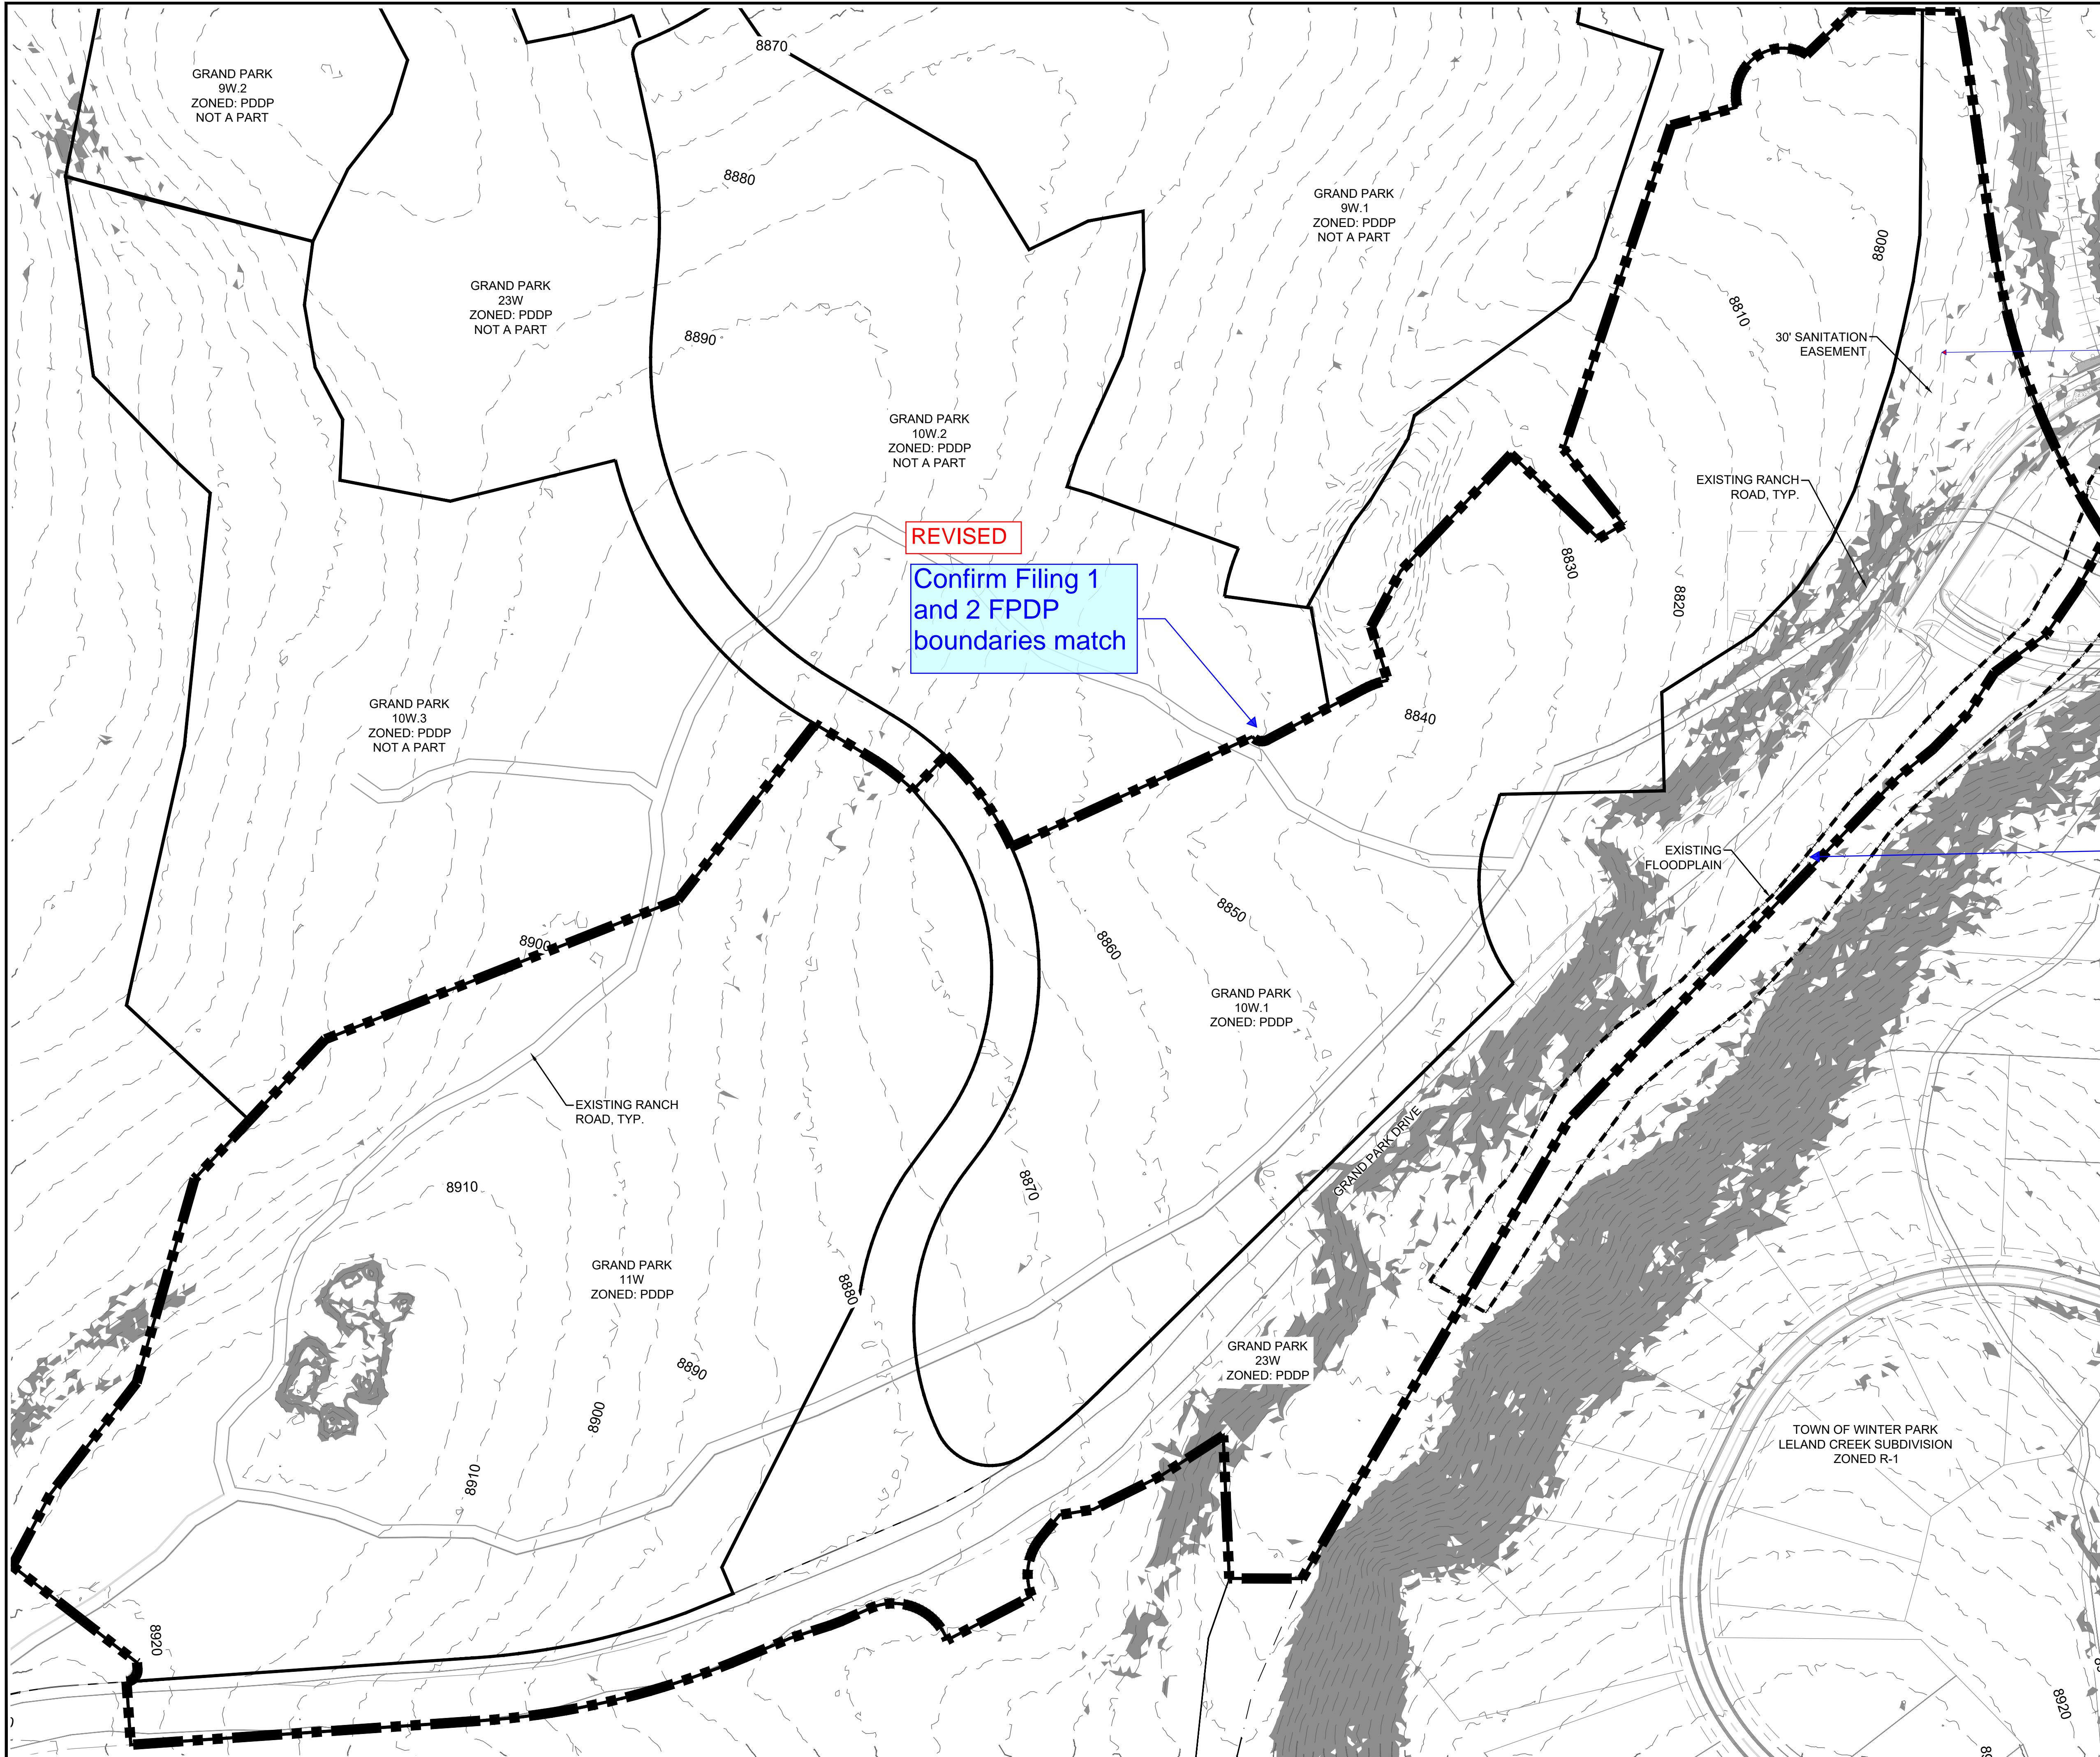 8870
GRAND PARK
9W.2
ZONED: PDDP
NOT A PART
8880
GRAND PARK
9W.1
ZONED: PDDP
NOT A PART
8800
GRAND PARK
23W
ZONED: PDDP
NOT A PART
8810
8890
30' SANITATION
EASEMENT
GRAND PARK
10W.2
ZONED: PDDP
NOT A PART
EXISTING RANCH
ROAD, TYP.
REVISED
Confirm Filing 1
and 2 FPDP
boundaries match
8830
8820
GRAND PARK
10W.3
ZONED: PDDP
NOT A PART
8840
EXISTING
FLOODPLAIN
8850
8900
8860
GRAND PARK
10W.1
ZONED: PDDP
EXISTING RANCH
ROAD, TYP.
GRAND PARK DRIVE
8910
8870
GRAND PARK
11W
ZONED: PDDP
8880
GRAND PARK
23W
ZONED: PDDP
8890
8900
TOWN OF WINTER PARK
LELAND CREEK SUBDIVISION
ZONED R-1
8910
8920
8920